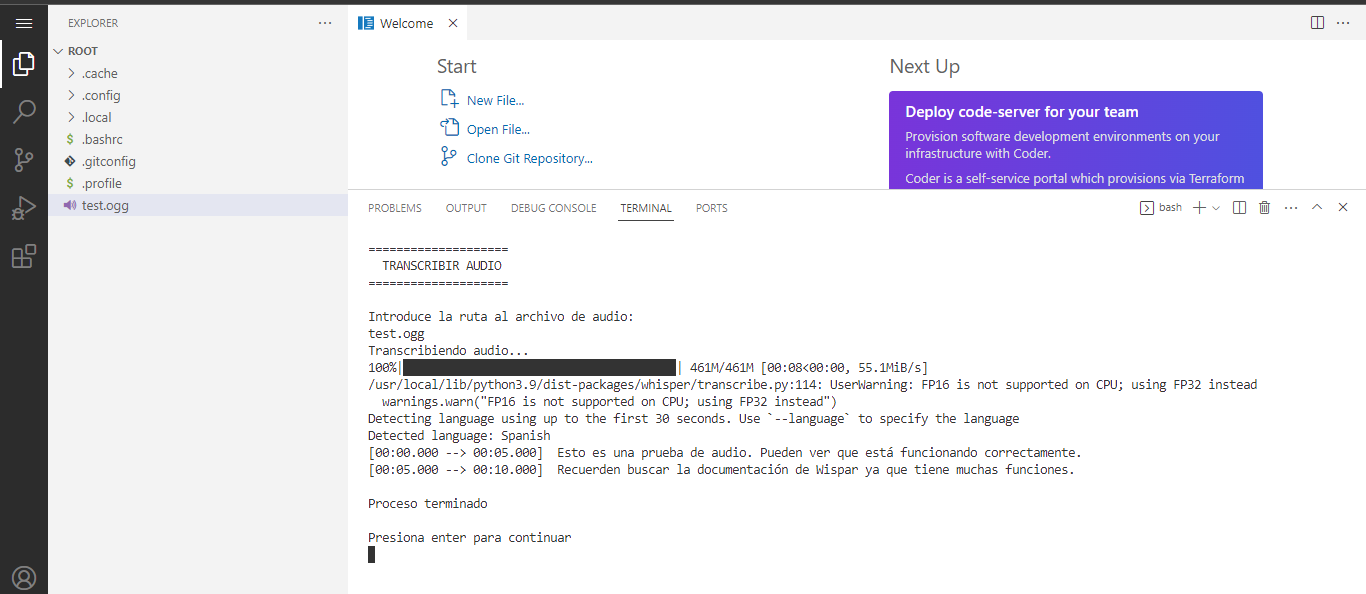 EXPLORER
ROOT
.cache
.config
.local
$ .bashrc
.gitconfig
$ .profile
test.ogg
Welcome
Start
New File...
Open File...
Clone Git Repository...
Next Up
Deploy code-server for your team
Provision software development environments on your
infrastructure with Coder.
Coder is a self-service portal which provisions via Terraform
PROBLEMS OUTPUT DEBUG CONSOLE TERMINAL PORTS
bash
====================
TRANSCRIBIR AUDIO
====================
Introduce la ruta al archivo de audio:
test.ogg
Transcribiendo audio...
100%| | 461M/461M [00:08<00:00, 55.1MiB/s]
/usr/local/lib/python3.9/dist-packages/whisper/transcribe.py:114: UserWarning: FP16 is not supported on CPU; using FP32 instead
warnings.warn("FP16 is not supported on CPU; using FP32 instead")
Detecting language using up to the first 30 seconds. Use `--language` to specify the language
Detected language: Spanish
[00:00.000 --> 00:05.000] Esto es una prueba de audio. Pueden ver que está funcionando correctamente.
[00:05.000 --> 00:10.000] Recuerden buscar la documentación de Wispar ya que tiene muchas funciones.
Proceso terminado
Presiona enter para continuar